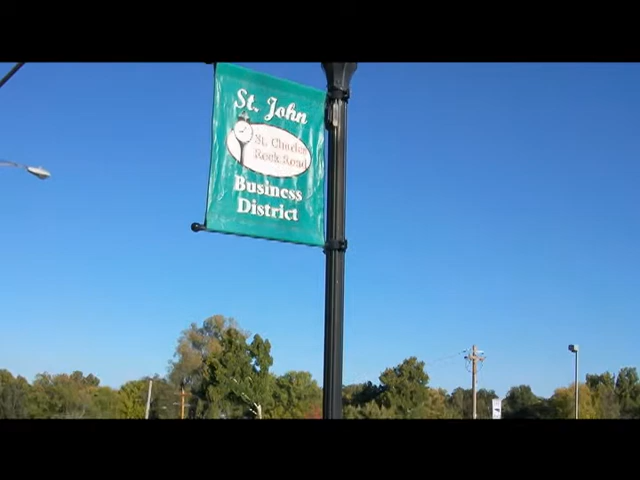 St. John
St. Charles
Rock Road
Business
District